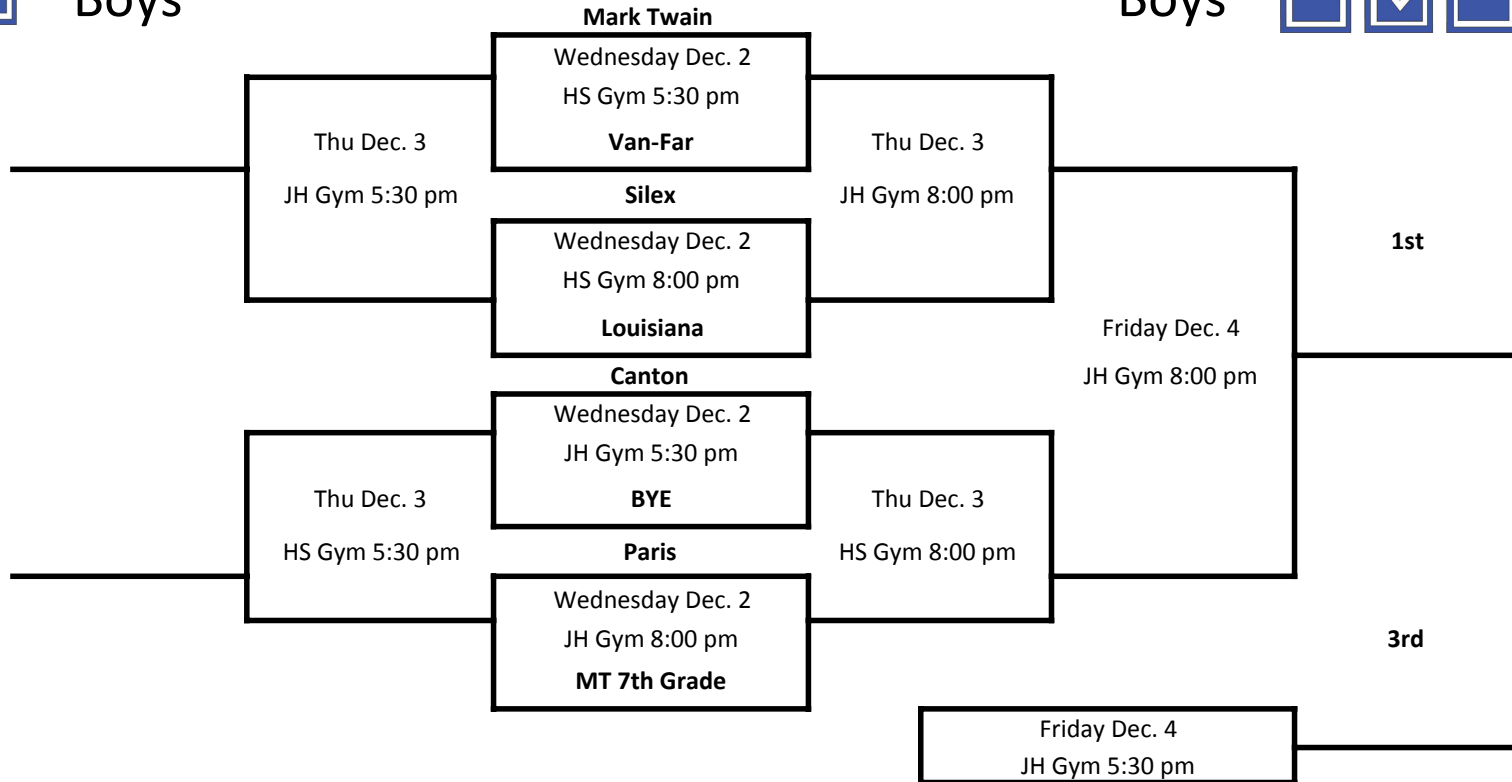 Boys
Boys
Mark Twain
Wednesday Dec. 2
HS Gym 5:30 pm
Thu Dec. 3
Van-Far
Thu Dec. 3
JH Gym 5:30 pm
Silex
JH Gym 8:00 pm
Wednesday Dec. 2
1st
HS Gym 8:00 pm
Louisiana
Friday Dec. 4
Canton
JH Gym 8:00 pm
Wednesday Dec. 2
JH Gym 5:30 pm
Thu Dec. 3
BYE
Thu Dec. 3
HS Gym 5:30 pm
Paris
HS Gym 8:00 pm
Wednesday Dec. 2
JH Gym 8:00 pm
3rd
MT 7th Grade
Friday Dec. 4
JH Gym 5:30 pm